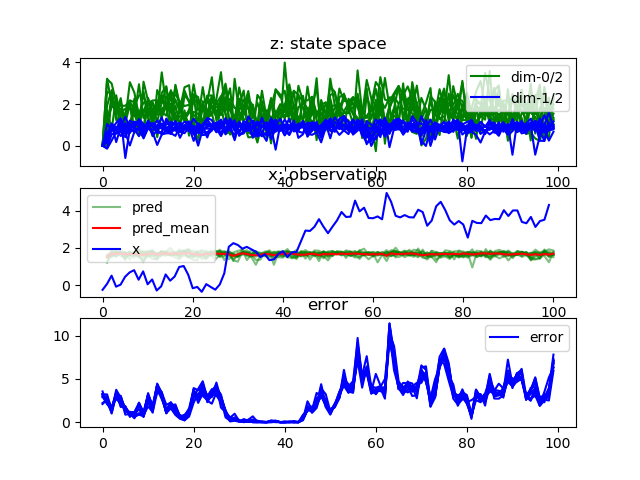 z: state space
4
2
0
dim-0/2
dim-1/2
0 20 40 60 80 100
x: observation
4
2
0
pred
pred_mean
x
0 20 40 60 80 100
error
10
5
0
error
0 20 40 60 80 100